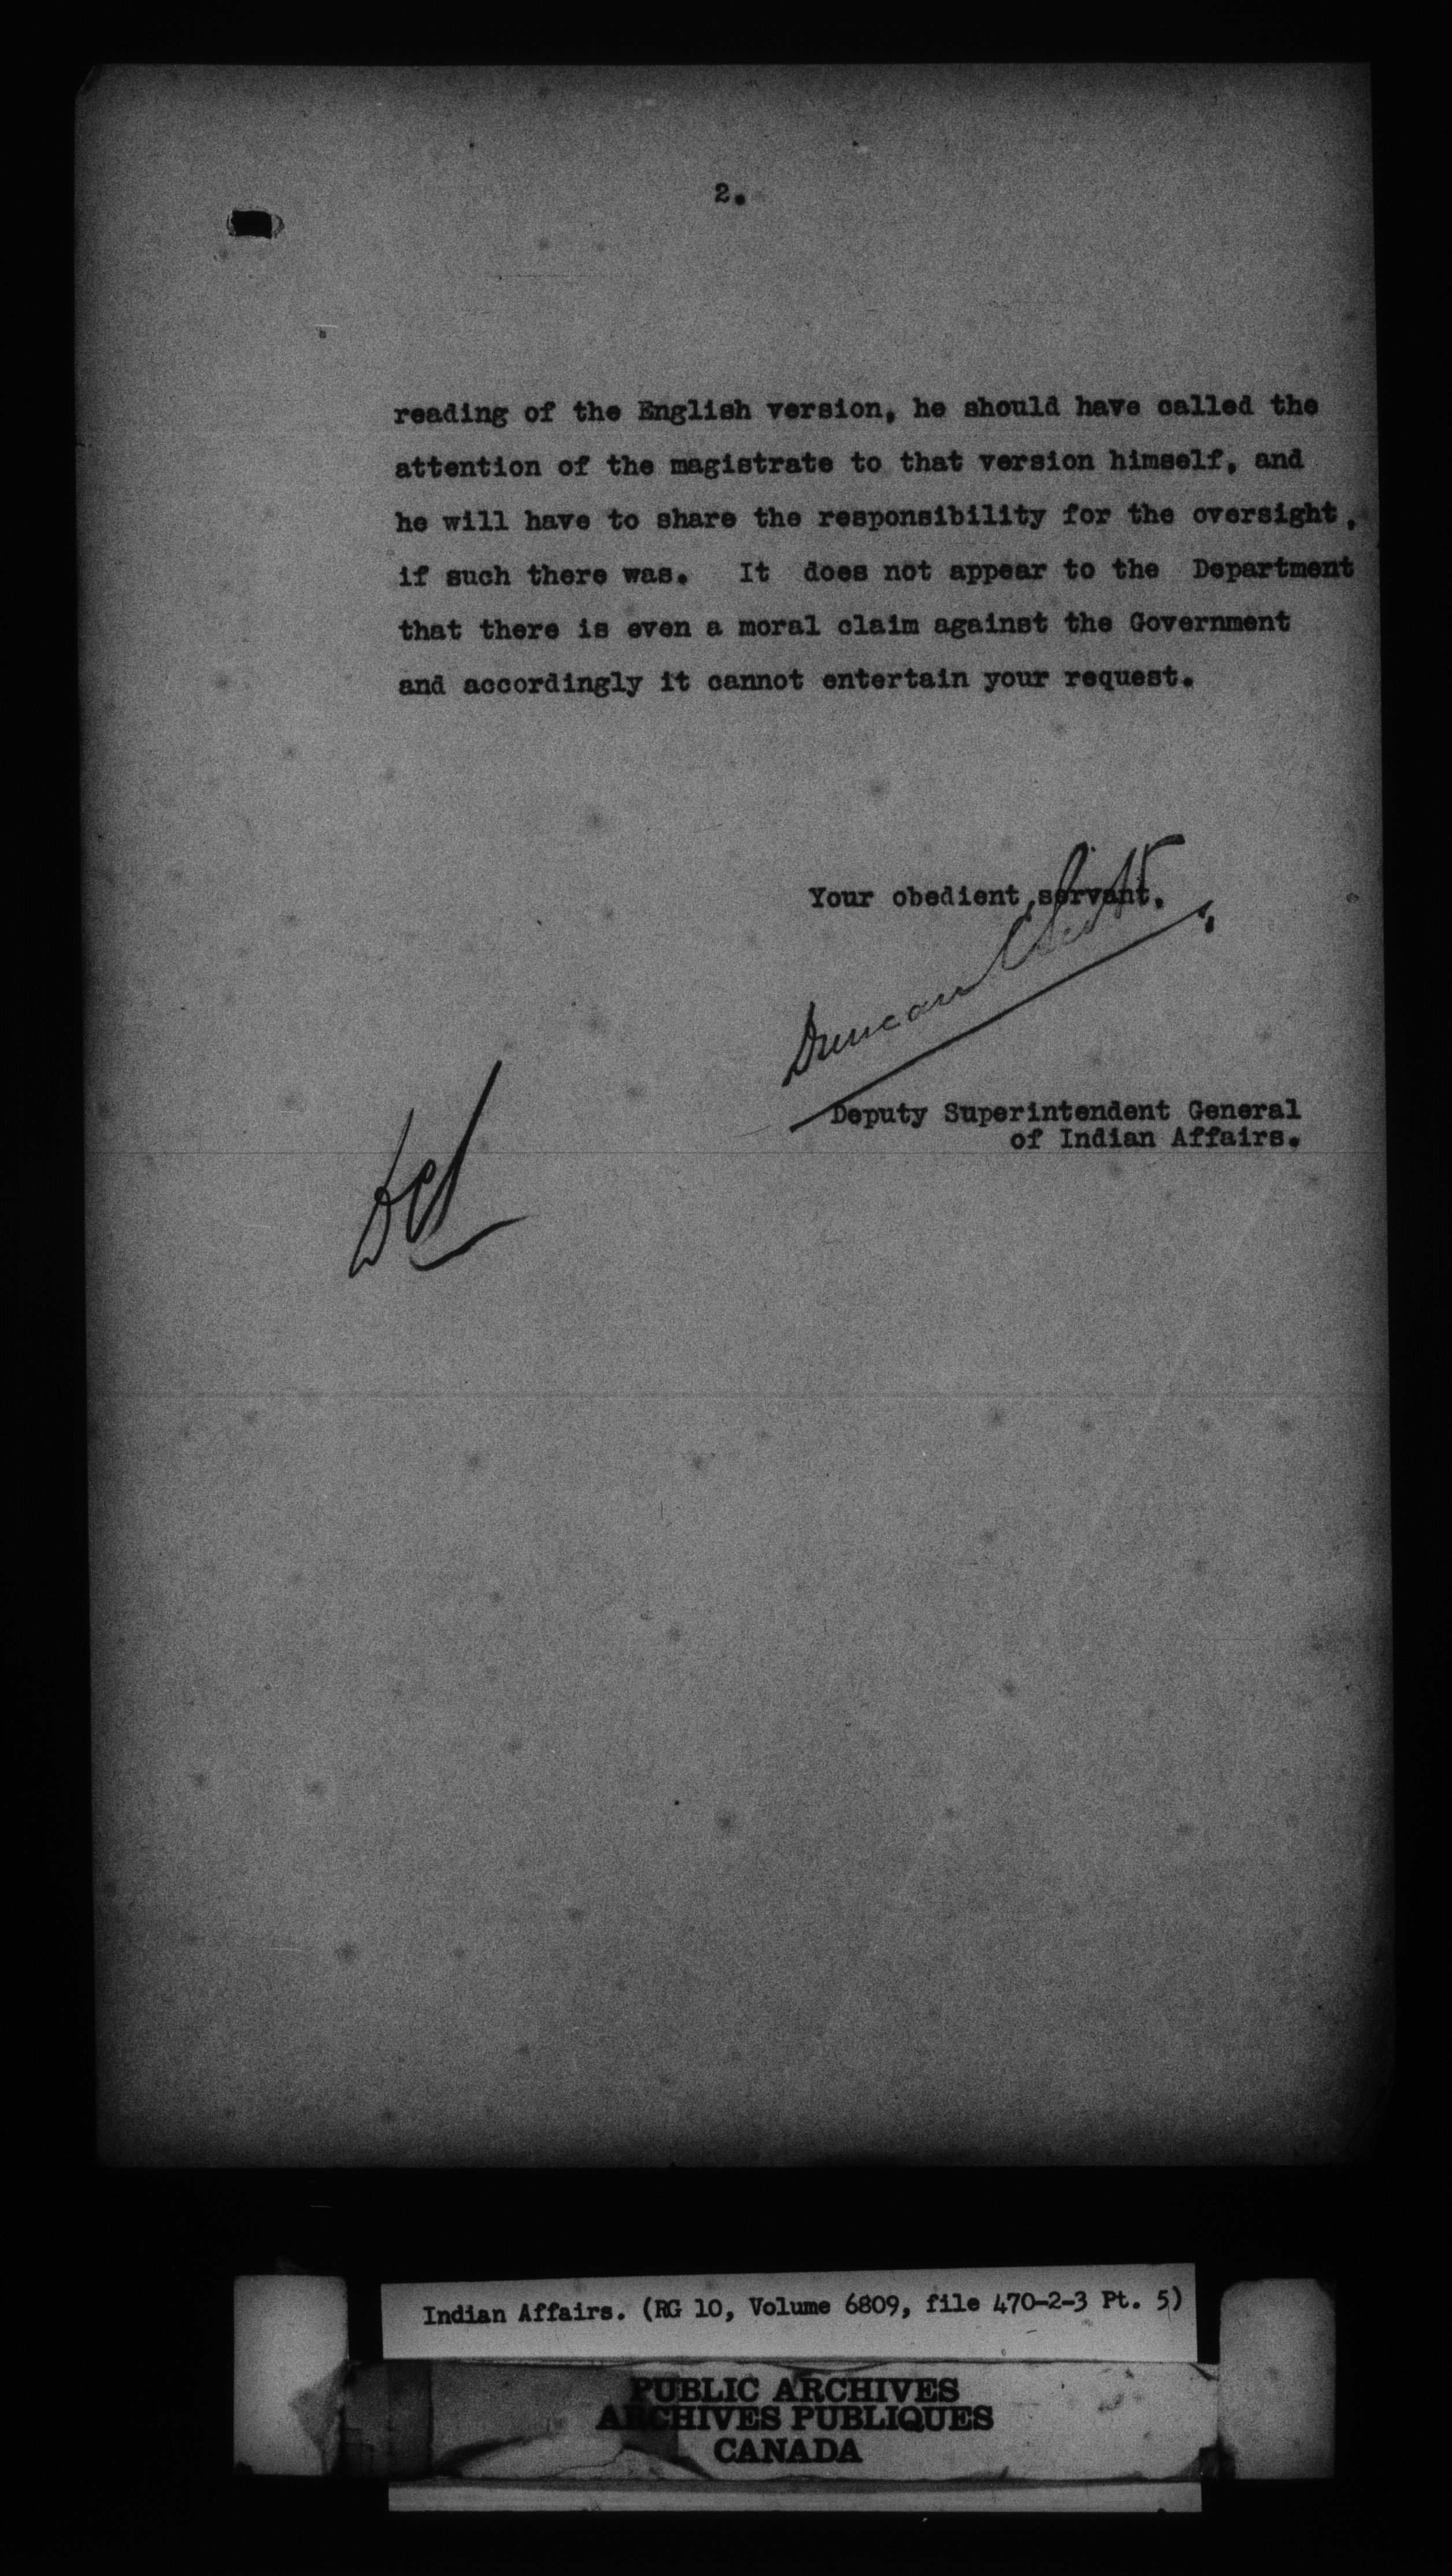 2.
reading of the English version, he should have called the
attention of the magistrate to that version himself, and
he will have to share the responsibility for the oversight,
if such there was. It does not appear to the Department
that there is even a moral claim against the Government
and accordingly it cannot entertain your request.
Your obedient servant,
Duncan C Scott
Deputy Superintendent General
of Indian Affairs.
DCS
Indian Affairs. (RG 10, Volume 6809, file 470-2-3 Pt. 5)
PUBLIC ARCHIVES
ARCHIVES PUBLIQUES
CANADA